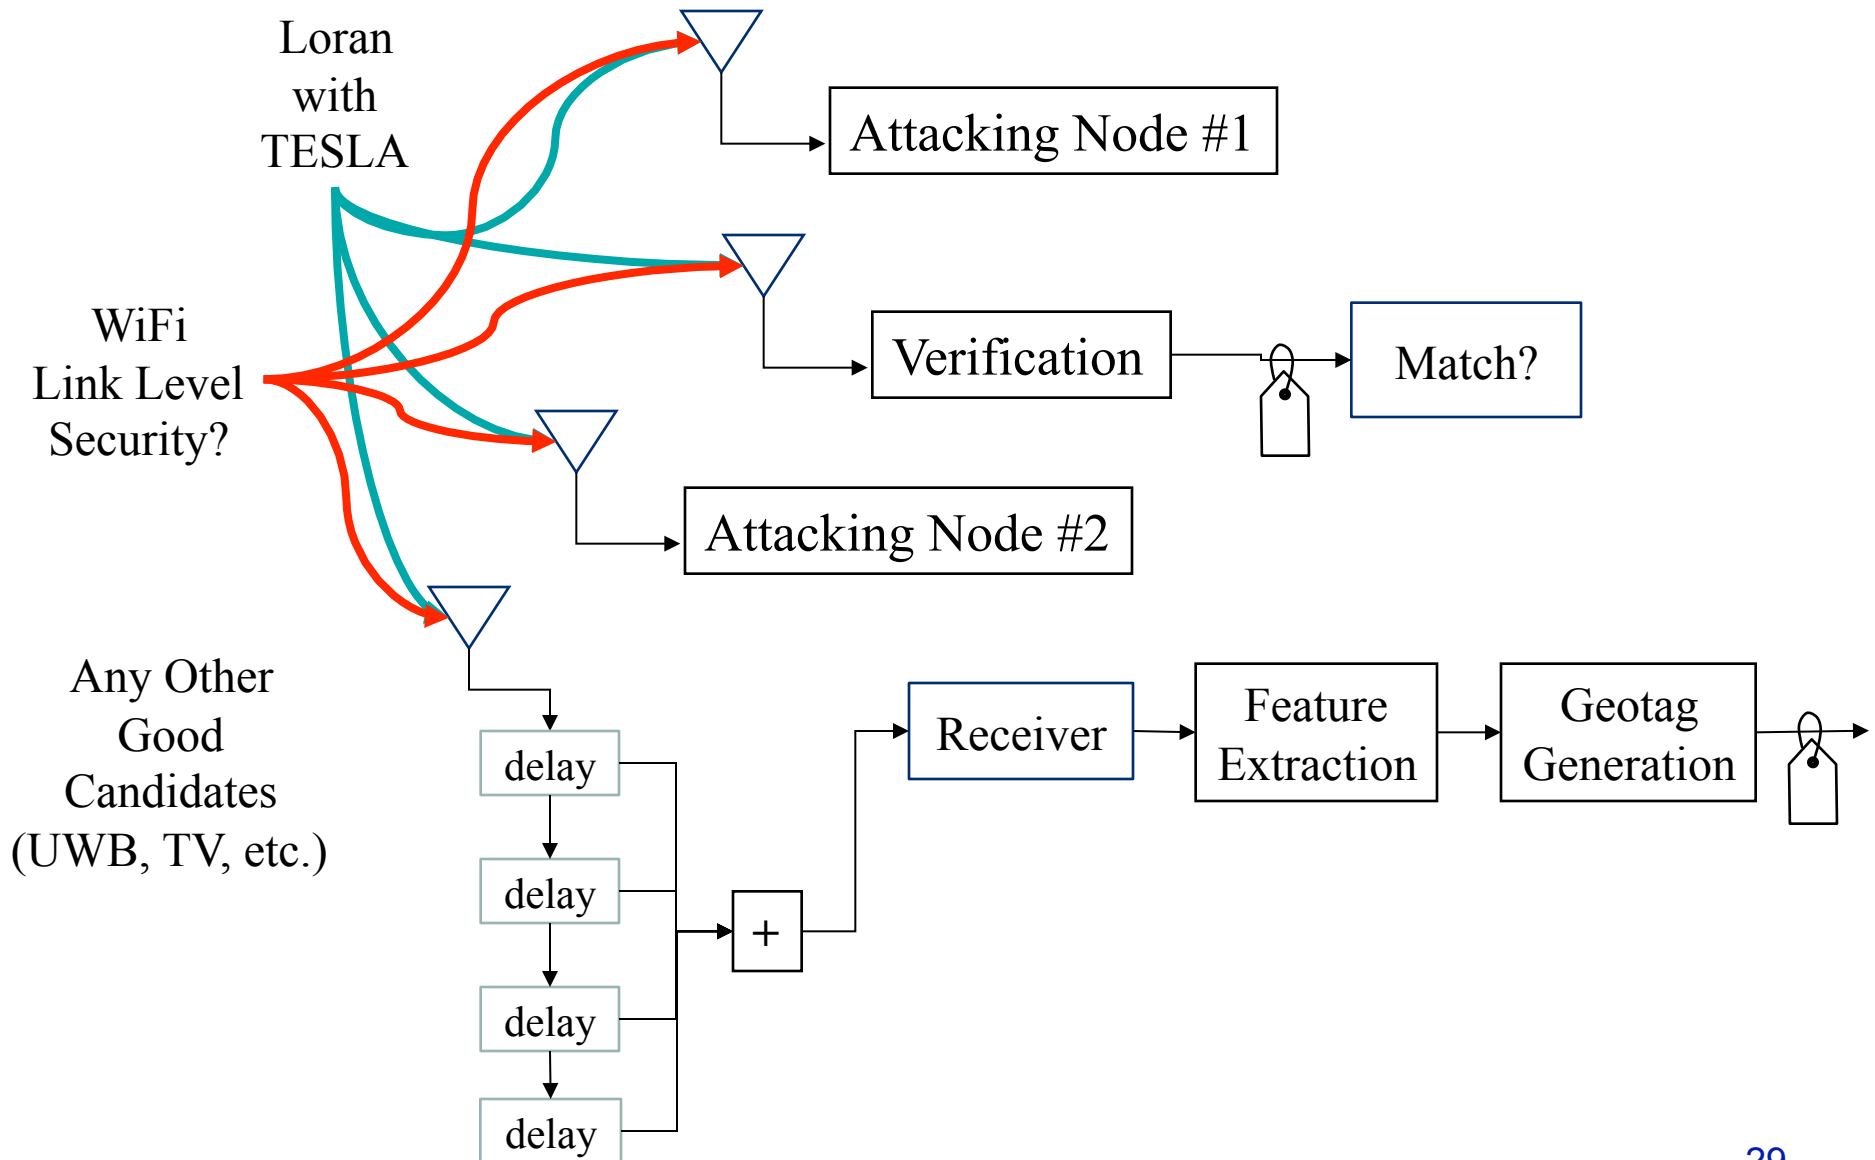 Loran
with
TESLA
Attacking Node #1
WiFi
Link Level
Security?
Verification
Match?
Attacking Node #2
Any Other
Good
Candidates
(UWB, TV, etc.)
delay
delay
delay
delay
+
Receiver
Feature
Extraction
Geotag
Generation
29